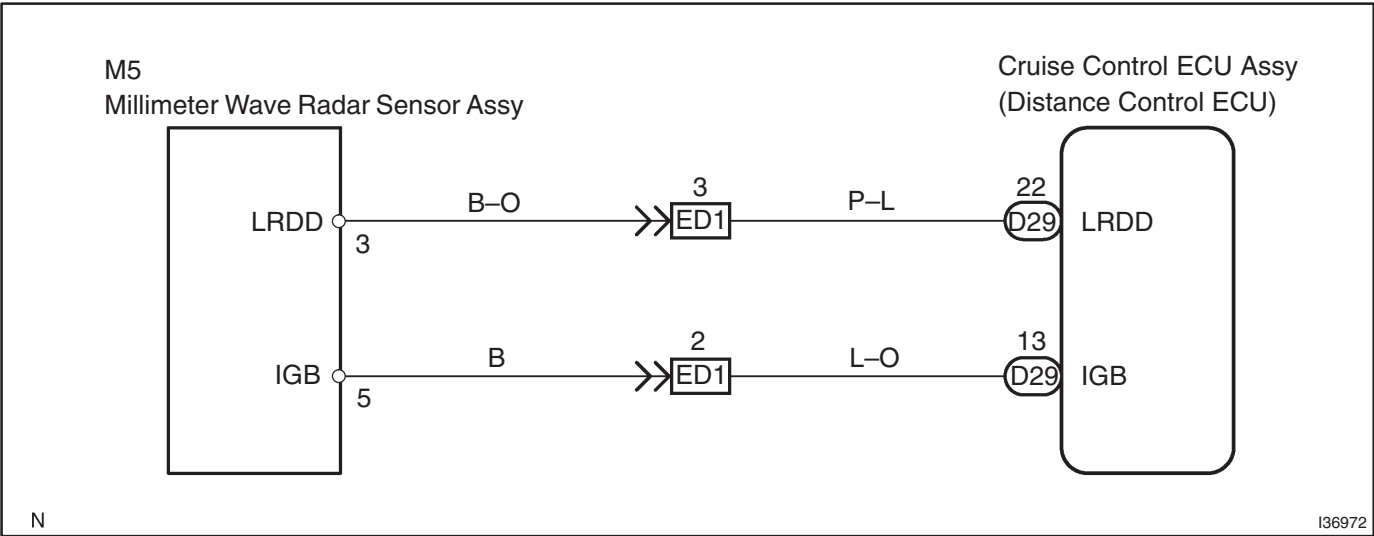 M5
Millimeter Wave Radar Sensor Assy
Cruise Control ECU Assy
(Distance Control ECU)
LRDD
3
B–O
3
ED1
P–L
22
D29
LRDD
IGB
5
B
2
ED1
L–O
13
D29
IGB
N
I36972